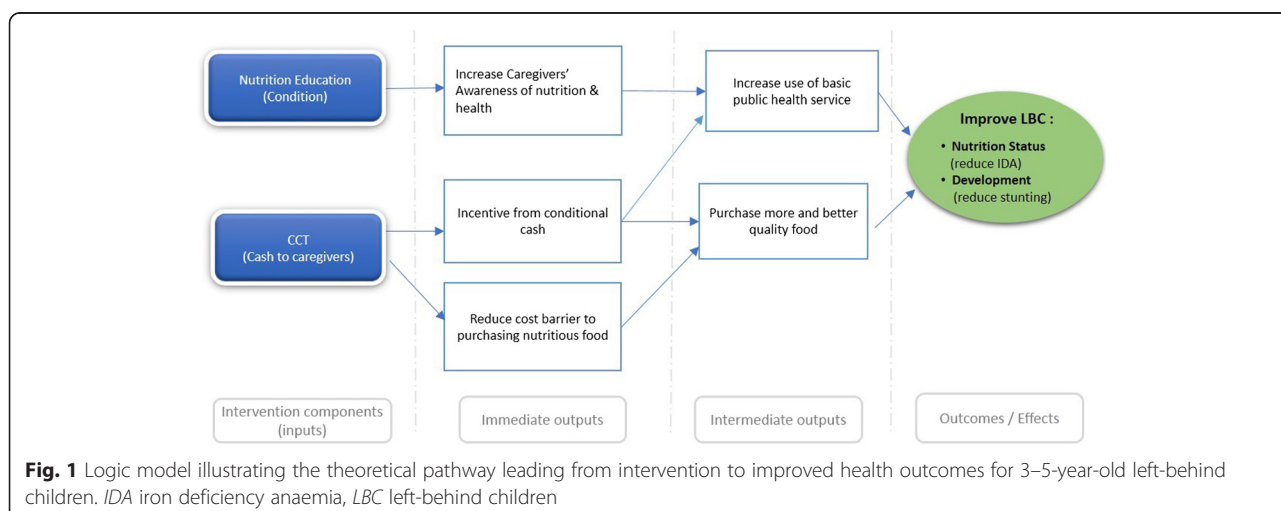 Nutrition Education
(Condition)
Increase Caregivers'
Awareness of nutrition &
health
Increase use of basic
public health service
Improve LBC :
• Nutrition Status
(reduce IDA)
• Development
(reduce stunting)
CCT
(Cash to caregivers)
Incentive from conditional
cash
Purchase more and better
quality food
Reduce cost barrier to
purchasing nutritious food
Intervention components
(inputs)
Immediate outputs
Intermediate outputs
Outcomes / Effects
Fig. 1 Logic model illustrating the theoretical pathway leading from intervention to improved health outcomes for 3–5-year-old left-behind
children. IDA iron deficiency anaemia, LBC left-behind children